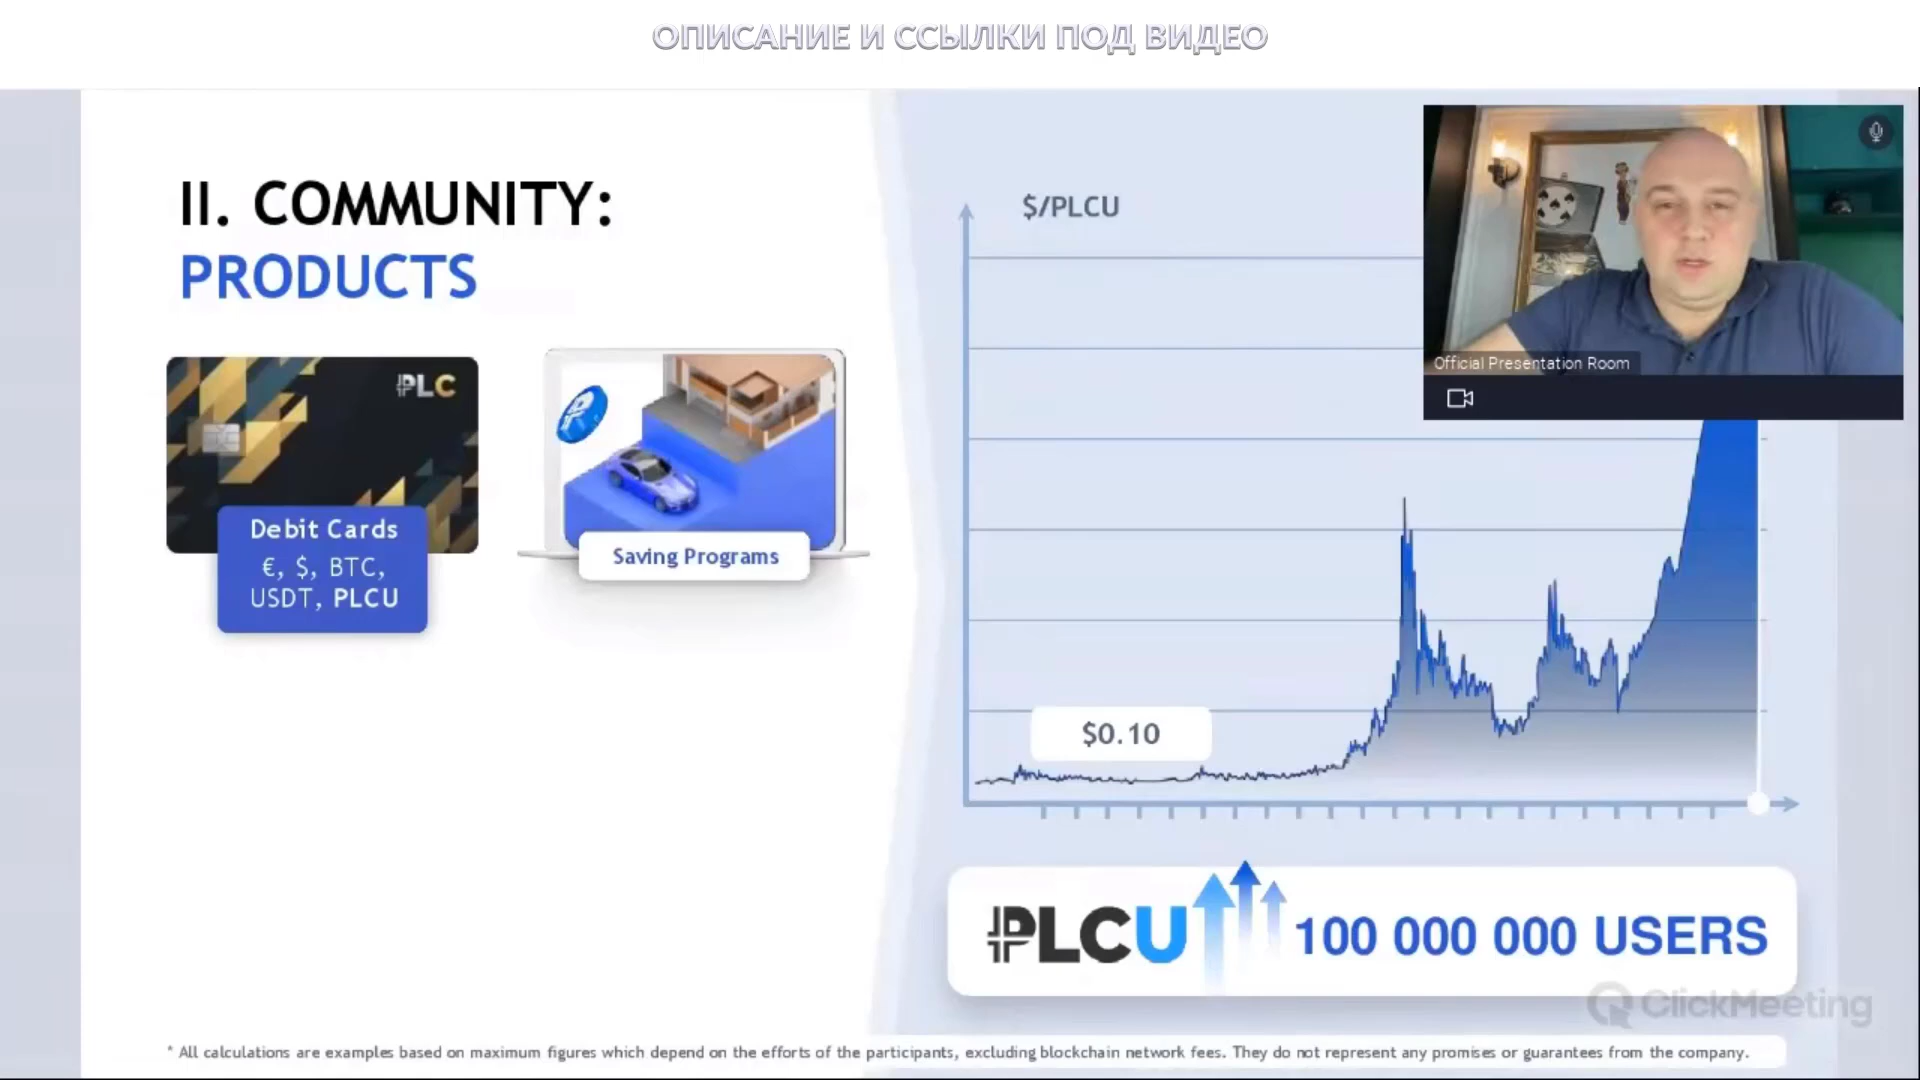 ОПИСАНИЕ И ССЫЛКИ ПОД ВИДЕО
II. COMMUNITY:
PRODUCTS
PLC
Debit Cards
€, $, BTC,
USDT, PLCU
Saving Programs
$/PLCU
Official Presentation Room
$0.10
PLCU 100 000 000 USERS
ClickMeeting
* All calculations are examples based on maximum figures which depend on the efforts of the participants, excluding blockchain network fees. They do not represent any promises or guarantees from the company.